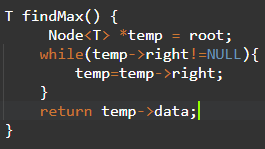 T findMax() {
Node<T> *temp = root;
while(temp->right!=NULL){
temp=temp->right;
}
return temp->data;
}